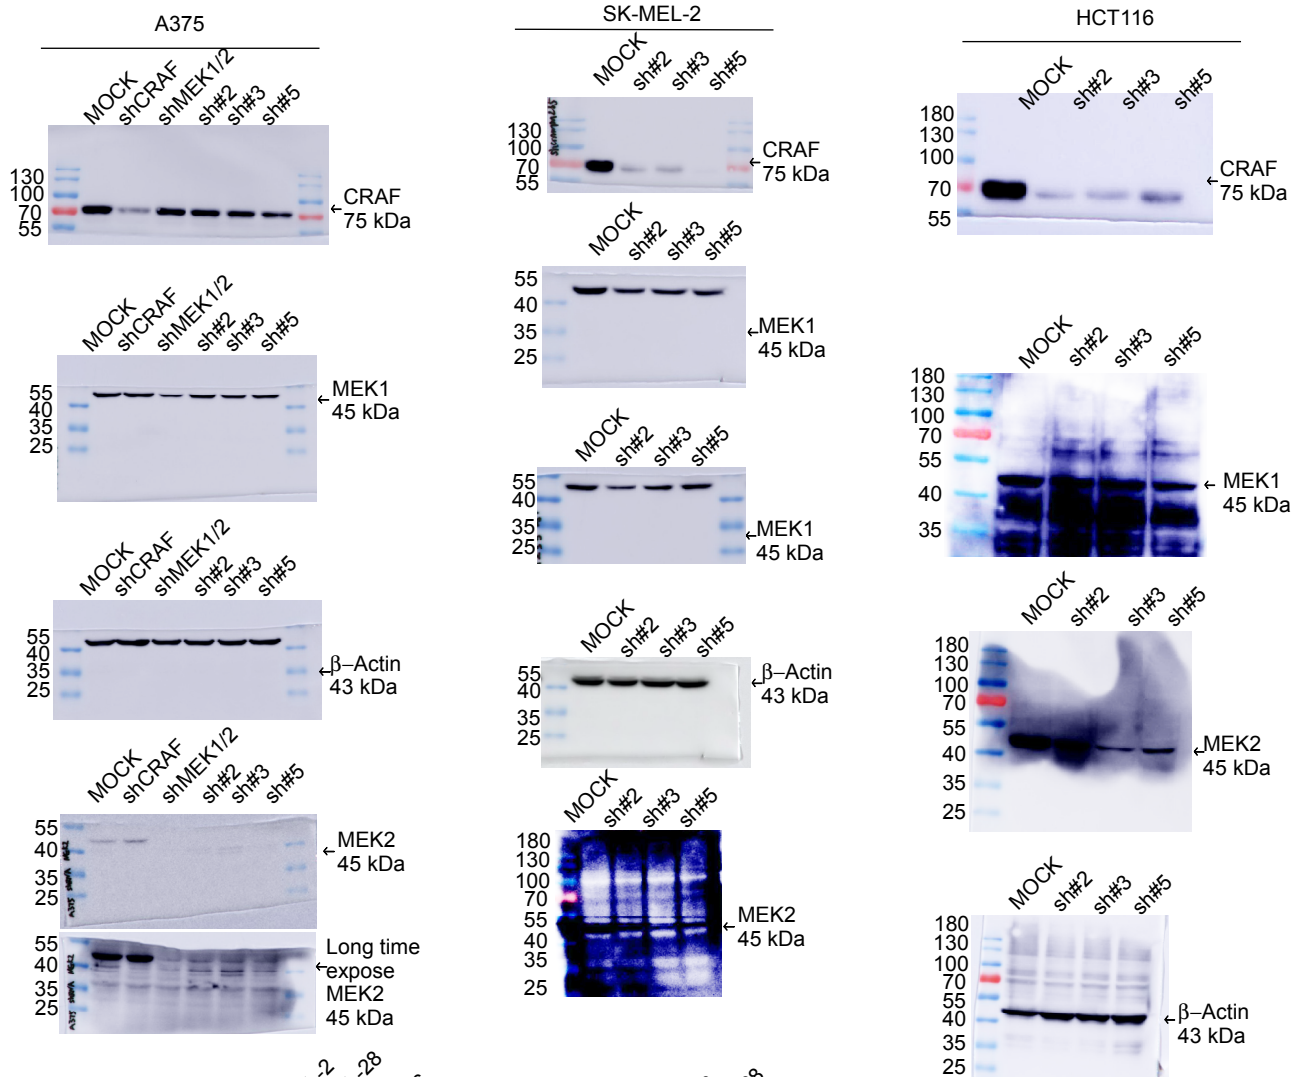 A375
MOCK
shCRAF
shMEK1/2
sh#2
sh#3
sh#5
130
100
70
55
CRAF
75 kDa
MOCK
shCRAF
shMEK1/2
sh#2
sh#3
sh#5
55
40
35
25
MEK1
45 kDa
MOCK
shCRAF
shMEK1/2
sh#2
sh#3
sh#5
55
40
35
25
β–Actin
43 kDa
MOCK
shCRAF
shMEK1/2
sh#2
sh#3
sh#5
55
40
35
25
MEK2
45 kDa
55
40
35
25
Long time
expose
MEK2
45 kDa
SK-MEL-2
MOCK
sh#2
sh#3
sh#5
130
100
70
55
CRAF
75 kDa
MOCK
sh#2
sh#3
sh#5
55
40
35
25
MEK1
45 kDa
MOCK
sh#2
sh#3
sh#5
55
40
35
25
MEK1
45 kDa
MOCK
sh#2
sh#3
sh#5
55
40
35
25
β–Actin
43 kDa
MOCK
sh#2
sh#3
sh#5
180
130
100
70
55
40
35
25
MEK2
45 kDa
HCT116
MOCK
sh#2
sh#3
sh#5
180
130
100
70
55
CRAF
75 kDa
MOCK
sh#2
sh#3
sh#5
180
130
100
70
55
40
35
MEK1
45 kDa
MOCK
sh#2
sh#3
sh#5
180
130
100
70
55
40
35
25
MEK2
45 kDa
MOCK
sh#2
sh#3
sh#5
180
130
100
70
55
40
35
25
β–Actin
43 kDa